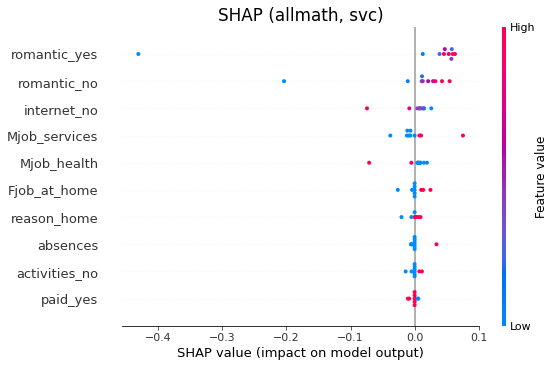 SHAP (allmath, svc)
High
romantic_yes
romantic_no
internet_no
Mjob_services
Mjob_health
Fjob_at_home
reason_home
absences
activities_no
paid_yes
Feature value
Low
−0.4 −0.3 −0.2 −0.1 0.0 0.1
SHAP value (impact on model output)